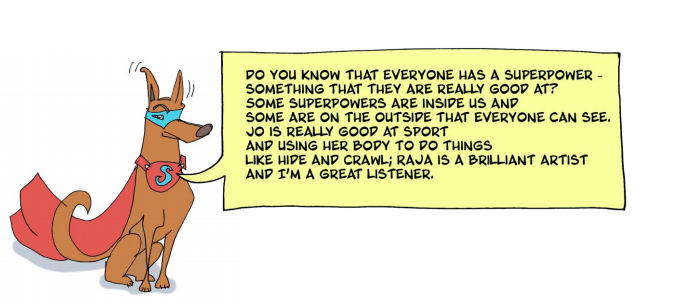 DO YOU KNOW THAT EVERYONE HAS A SUPERPOWER -
SOMETHING THAT THEY ARE REALLY GOOD AT?
SOME SUPERPOWERS ARE INSIDE US AND
SOME ARE ON THE OUTSIDE THAT EVERYONE CAN SEE.
JO IS REALLY GOOD AT SPORT
AND USING HER BODY TO DO THINGS
LIKE HIDE AND CRAWL; RAJA IS A BRILLIANT ARTIST
AND I'M A GREAT LISTENER.
S